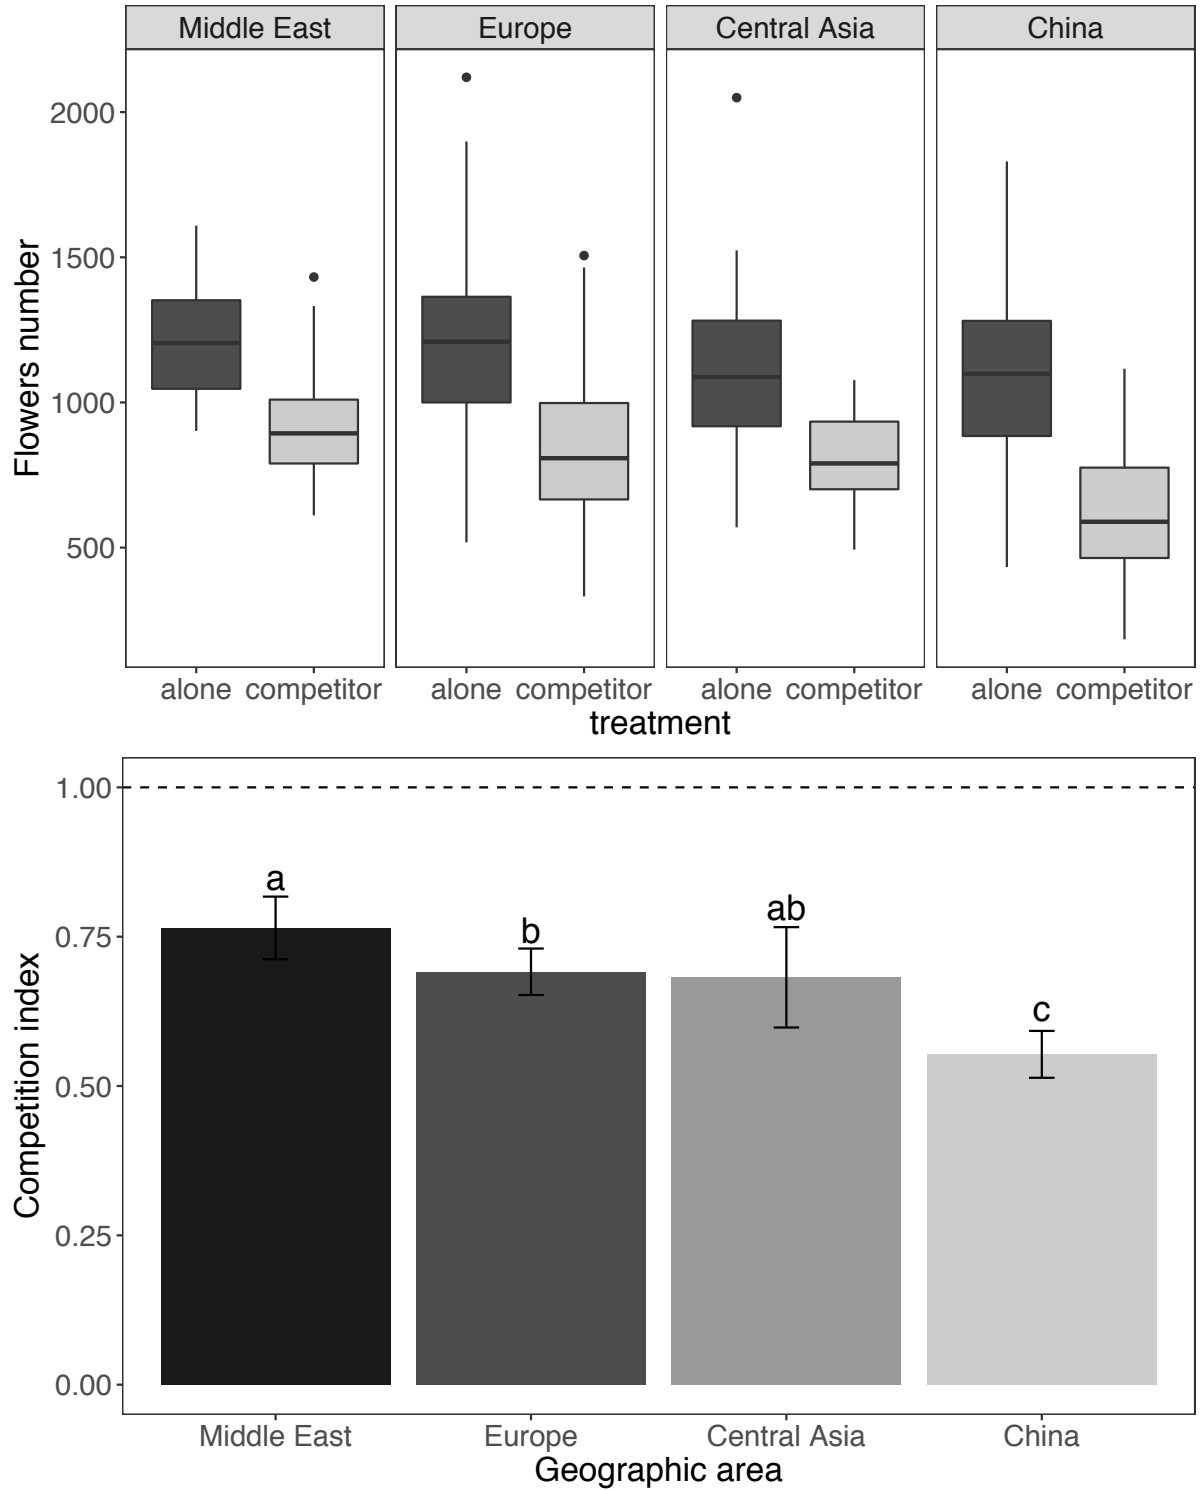 Middle East Europe Central Asia China
Flowers number
2000
1500
1000
500
alone competitor alone competitor alone competitor alone competitor
treatment
Competition index
1.00
0.75
0.50
0.25
0.00
a
b
ab
c
Middle East Europe Central Asia China
Geographic area